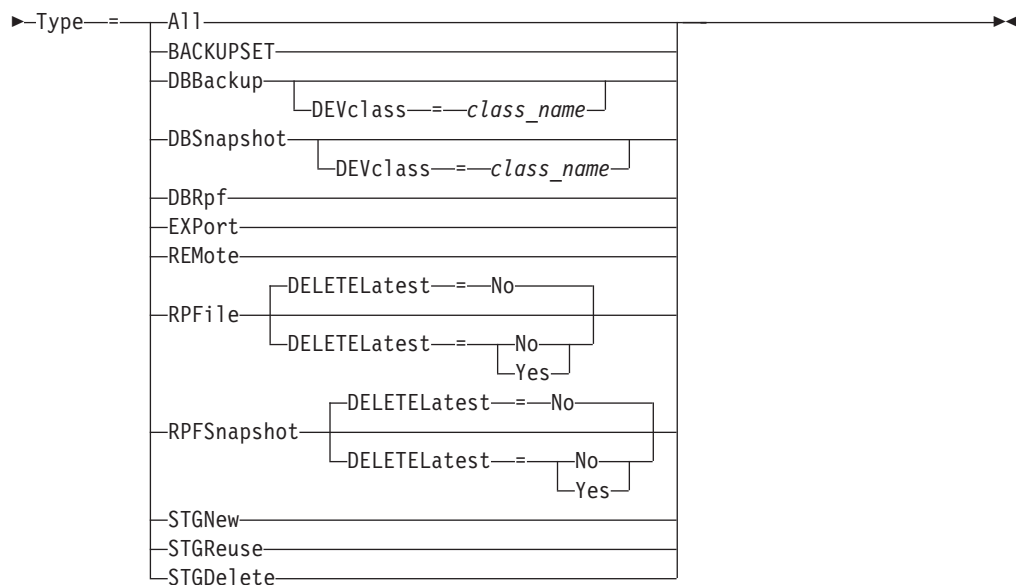 Type = All
BACKUPSET
DBBackup
DEVclass = class_name
DBSnapshot
DEVclass = class_name
DBRpf
EXPort
REMote
DELETELatest = No
RPFile
DELETELatest = No
Yes
DELETELatest = No
RPFSnapshot
DELETELatest = No
Yes
STGNew
STGReuse
STGDelete